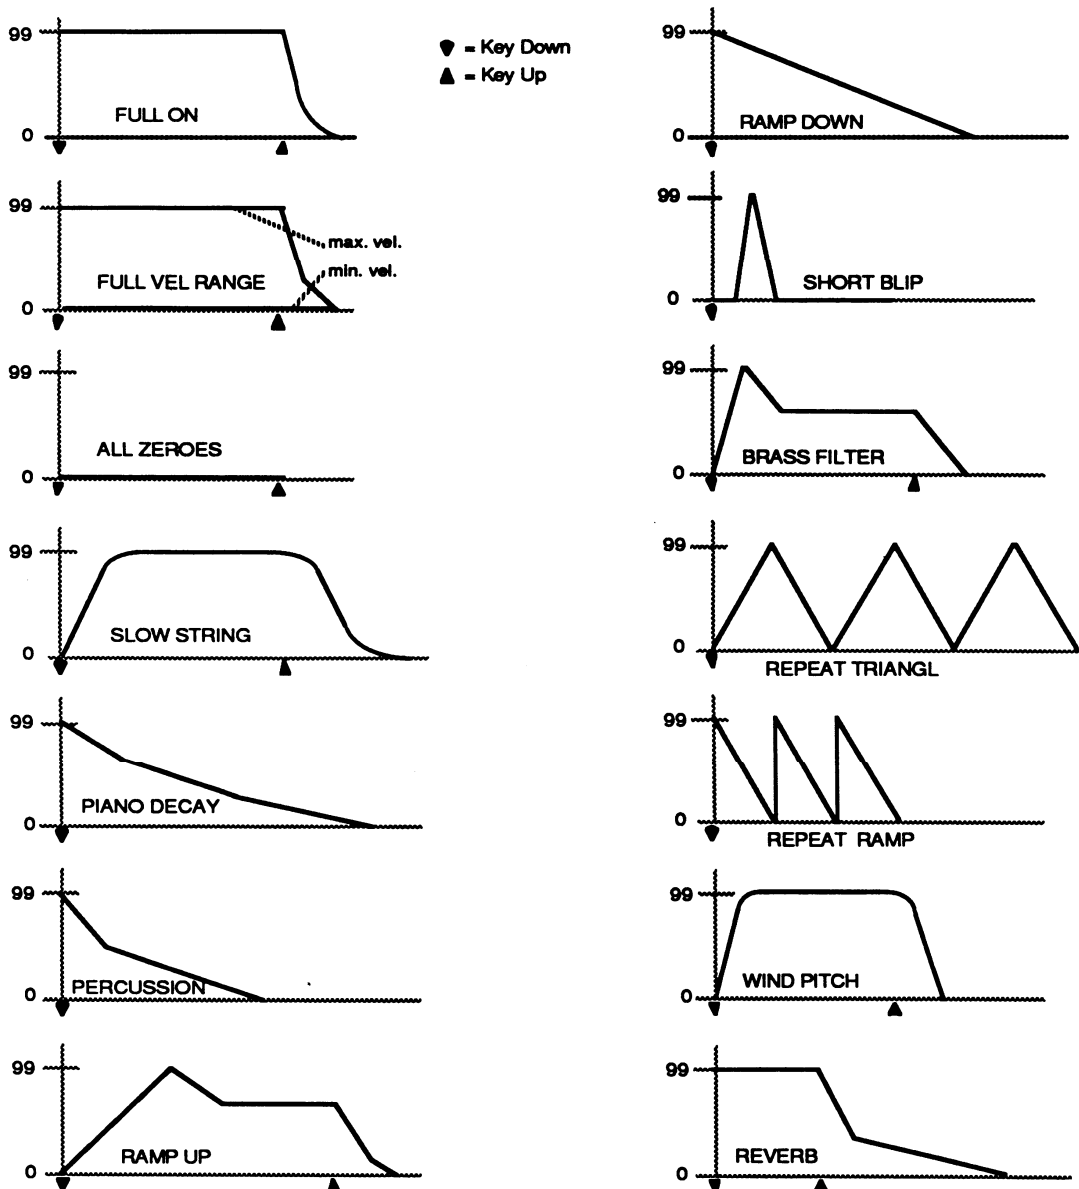 99
0
FULL ON
= Key Down
= Key Up
99
0
RAMP DOWN
99
0
FULL VEL RANGE
max. vel.
min. vel.
99
0
SHORT BLIP
99
0
ALL ZEROES
99
0
BRASS FILTER
99
0
SLOW STRING
99
0
REPEAT TRIANGL
99
0
PIANO DECAY
99
0
REPEAT RAMP
99
0
PERCUSSION
99
0
WIND PITCH
99
0
RAMP UP
99
0
REVERB